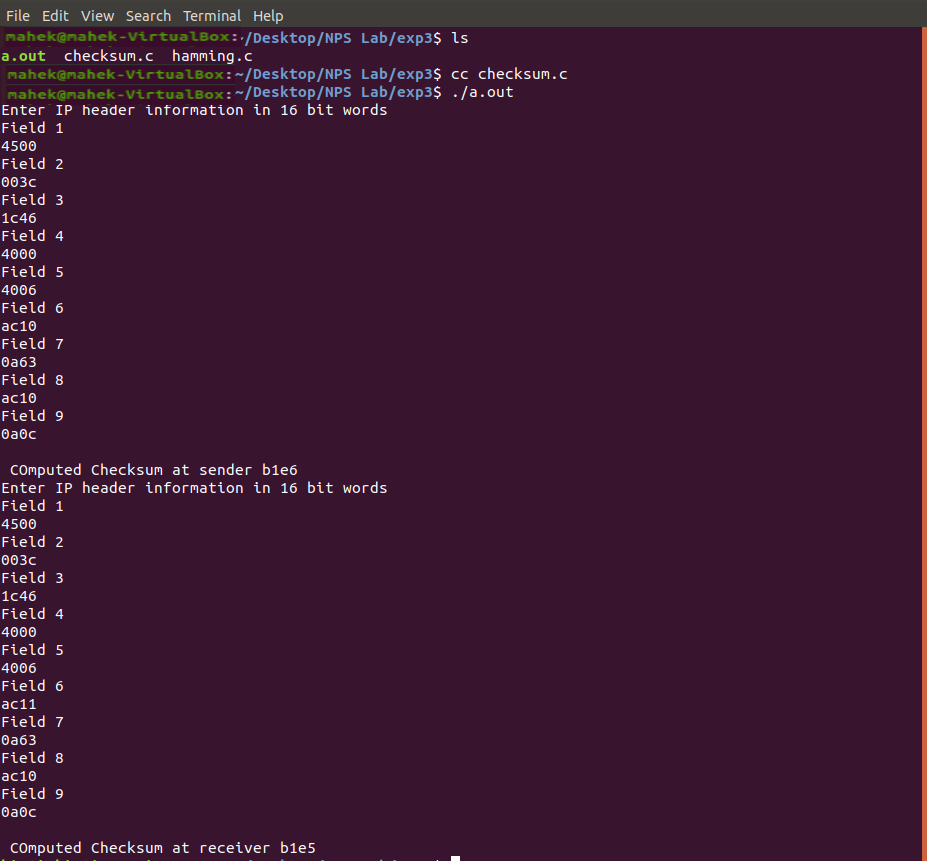 File Edit View Search Terminal Help
mahek@mahek-VirtualBox:~/Desktop/NPS Lab/exp3$ ls
a.out checksum.c hamming.c
mahek@mahek-VirtualBox:~/Desktop/NPS Lab/exp3$ cc checksum.c
mahek@mahek-VirtualBox:~/Desktop/NPS Lab/exp3$ ./a.out
Enter IP header information in 16 bit words
Field 1
4500
Field 2
003c
Field 3
1c46
Field 4
4000
Field 5
4006
Field 6
ac10
Field 7
0a63
Field 8
ac10
Field 9
0a0c
COmputed Checksum at sender b1e6
Enter IP header information in 16 bit words
Field 1
4500
Field 2
003c
Field 3
1c46
Field 4
4000
Field 5
4006
Field 6
ac11
Field 7
0a63
Field 8
ac10
Field 9
0a0c
COmputed Checksum at receiver b1e5